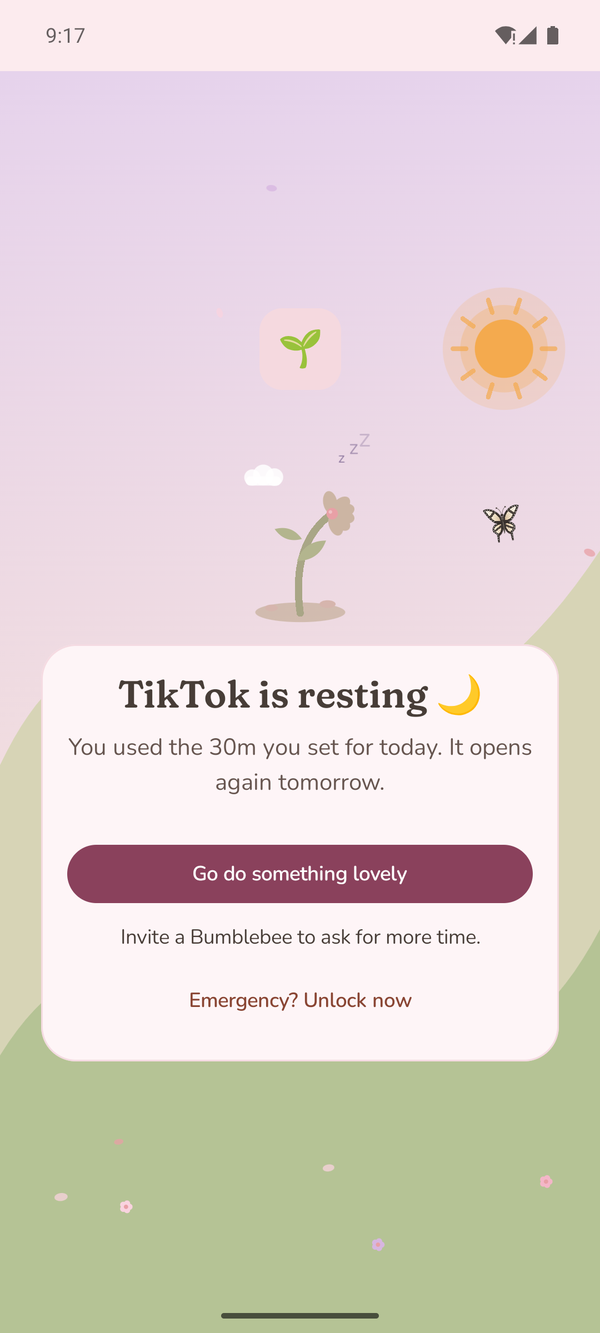 9:17
z z Z
TikTok is resting 🌙
You used the 30m you set for today. It opens
again tomorrow.
Go do something lovely
Invite a Bumblebee to ask for more time.
Emergency? Unlock now